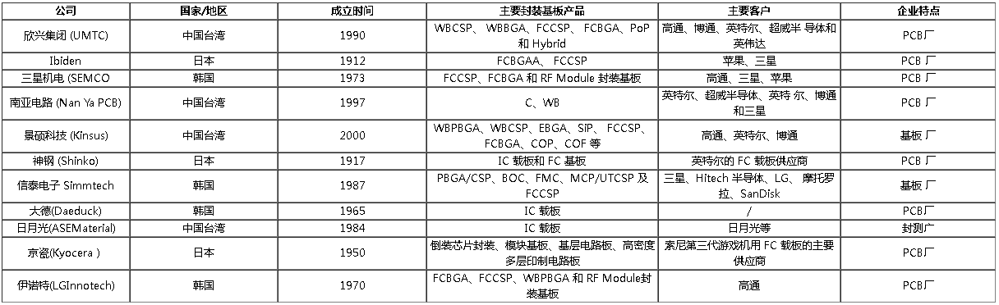 公司 国家/地区 成立时间 主要封装基板产品 主要客户 企业特点
欣兴集团 (UMTC) 中国台湾 1990 WBCSP、 WBBGA、FCCSP、 FCBGA、PoP 和 Hybrid 高通、博通、英特尔、超威半 导体和英伟达 PCB厂
Ibiden 日本 1912 FCBGAA、 FCCSP 苹果、三星 PCB 厂
三星机电 (SEMCO 韩国 1973 FCCSP、FCBGA 和 RF Module 封装基板 高通、三星、苹果 PCB 厂
南亚电路 (Nan Ya PCB) 中国台湾 1997 C、WB 英特尔、超威半导体、英特 尔、博通和三星 PCB 厂
景硕科技 (Kinsus) 中国台湾 2000 WBPBGA、WBCSP、EBGA、SiP、 FCCSP、FCBGA、COP、COF 等 高通、英特尔、博通 基板 厂
神钢 (Shinko) 日本 1917 IC 载板和 FC 基板 英特尔的 FC 载板供应商 PCB 厂
信泰电子 Simmtech 韩国 1987 PBGA/CSP、BOC、FMC、MCP/UTCSP 及 FCCSP 三星、Hitech 半导体、LG、 摩托罗拉、SanDisk 基板 厂
大德(Daeduck) 韩国 1965 IC 载板 / PCB厂
日月光(ASEMaterial) 中国台湾 1984 IC 载板 日月光等 封测广
京瓷(Kyocera ) 日本 1950 倒装芯片封装、模块基板、基层电路板、高密度多层印制电路板 索尼第三代游戏机用 FC 载板的主要供应商 PCB厂
伊诺特(LGInnotech) 韩国 1970 FCBGA、FCCSP、WBPBGA 和 RF Module封装基板 高通 PCB厂